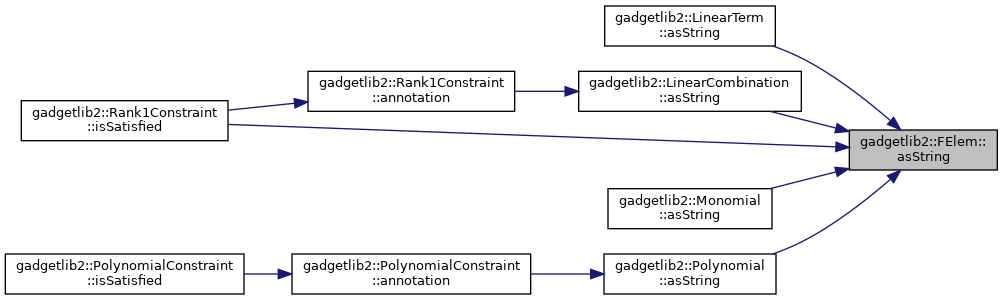 gadgetlib2::LinearTerm
::asString
gadgetlib2::Rank1Constraint
::annotation
gadgetlib2::LinearCombination
::asString
gadgetlib2::Rank1Constraint
::isSatisfied
gadgetlib2::FElem::
asString
gadgetlib2::Monomial
::asString
gadgetlib2::PolynomialConstraint
::isSatisfied
gadgetlib2::PolynomialConstraint
::annotation
gadgetlib2::Polynomial
::asString